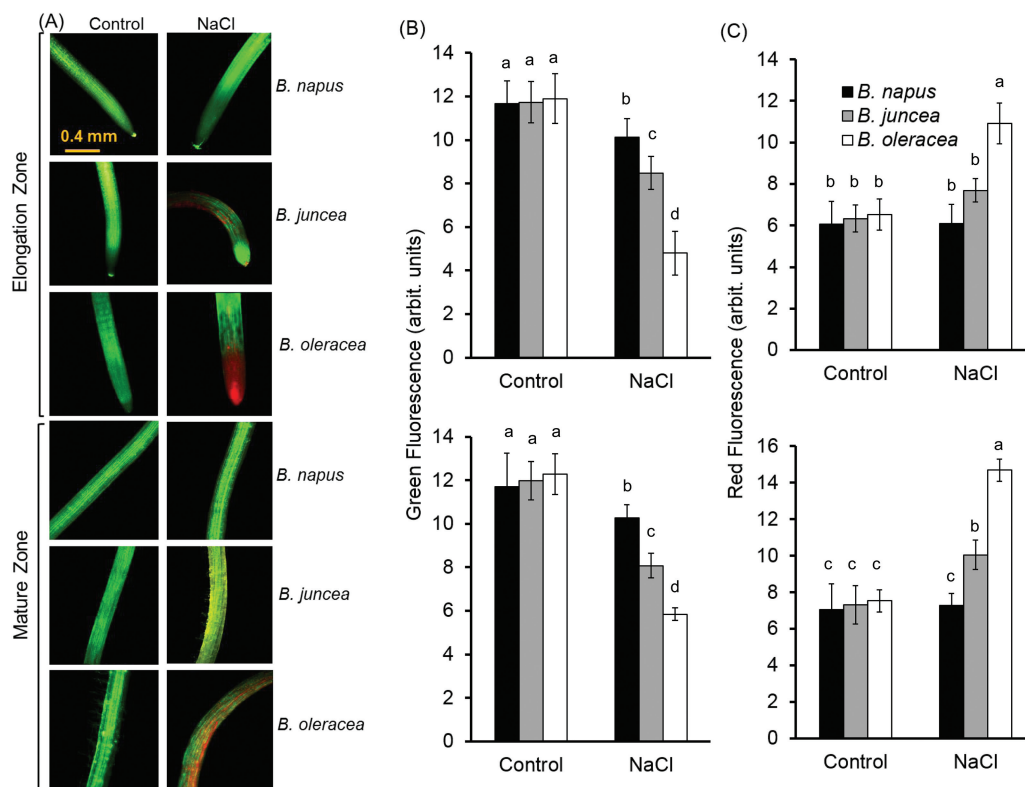 (A)
Control NaCl
Elongation Zone
B. napus
0.4 mm
B. juncea
B. oleracea
Mature Zone
B. napus
B. juncea
B. oleracea
(B)
Green Fluorescence (arbit. units)
14
12
10
8
6
4
2
0
a a a
b
c
d
Control NaCl
14
12
10
8
6
4
2
0
a a a
b
c
d
Control NaCl
(C)
Red Fluorescence (arbit. units)
14
12
10
8
6
4
2
0
B. napus
B. juncea
B. oleracea
b b b
b b a
Control NaCl
16
14
12
10
8
6
4
2
0
c c c
c b a
Control NaCl